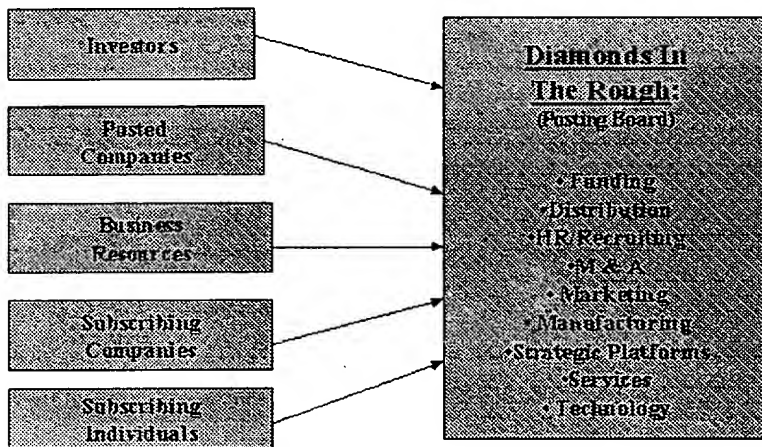 Investors
Posted
Companies
Business
Resources
Subscribing
Companies
Subscribing
Individuals
Diamonds In
The Rough:
(Posting Board)
•Funding
•Distribution
•HR/Recruiting
•M & A
•Marketing
•Manufacturing
•Strategic Platforms
•Services
•Technology